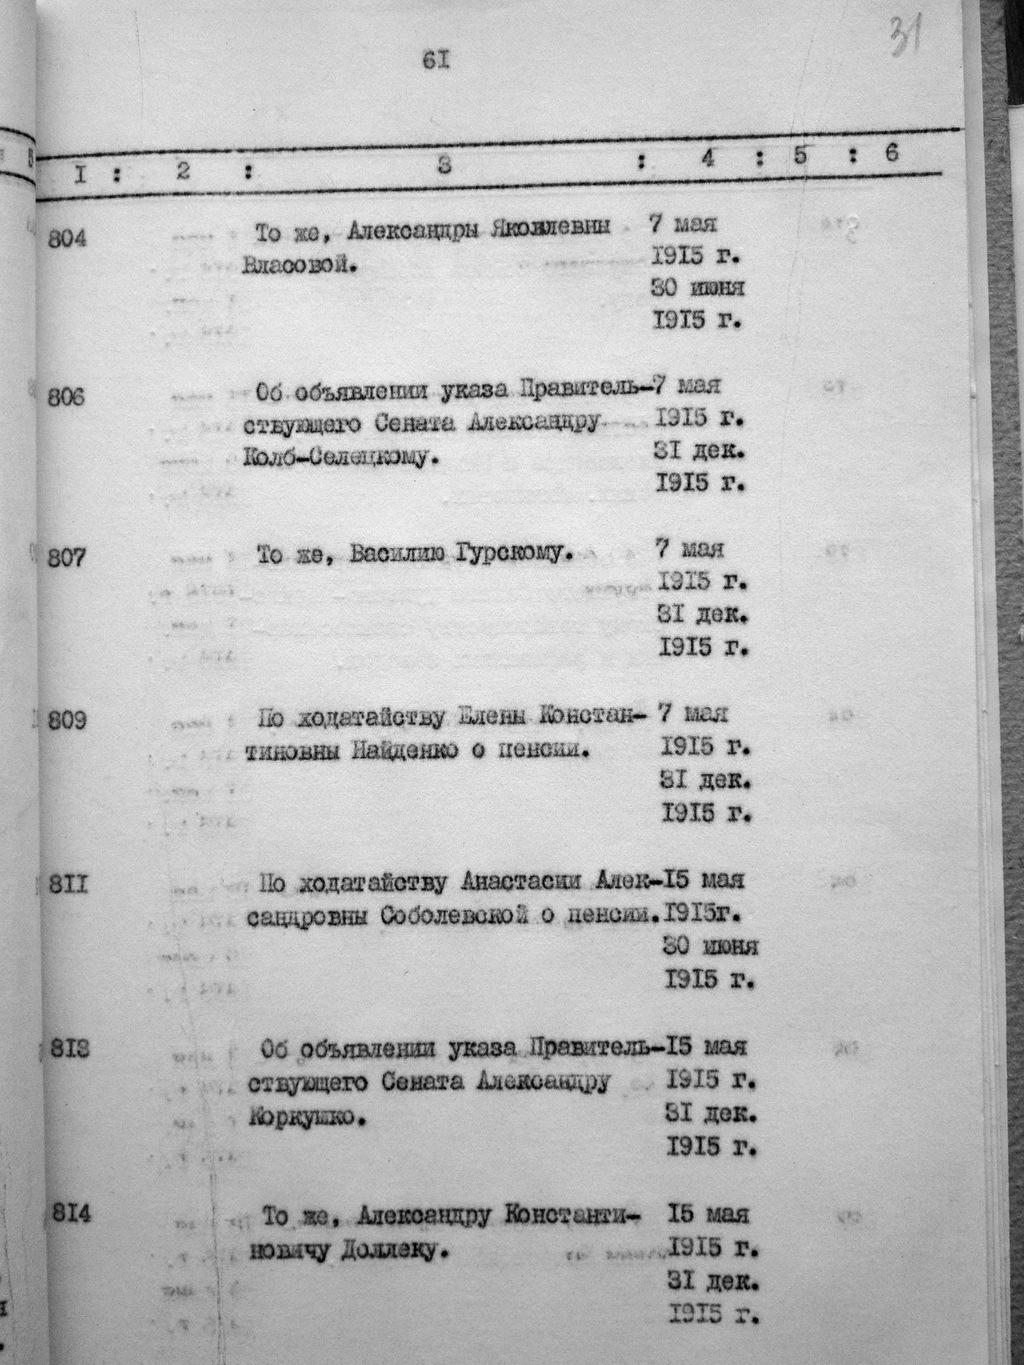 31
61
1 : 2 : 3 : 4 : 5 : 6
804 То же, Александры Яковлевны 7 мая
Власовой. 1915 г.
30 июня
1915 г.
806 Об объявлении указа Правитель-7 мая
ствующего Сената Александру 1915 г.
Колб-Селецкому. 31 дек.
1915 г.
807 То же, Василию Гурскому. 7 мая
1915 г.
31 дек.
1915 г.
809 По ходатайству Елены Констан- 7 мая
тиновны Найденко о пенсии. 1915 г.
31 дек.
1915 г.
811 По ходатайству Анастасии Алек-15 мая
сандровны Соболевской о пенсии.1915г.
30 июня
1915 г.
813 Об объявлении указа Правитель-15 мая
ствующего Сената Александру 1915 г.
Коркушко. 31 дек.
1915 г.
814 То же, Александру Константи- 15 мая
новичу Доллеку. 1915 г.
31 дек.
1915 г.